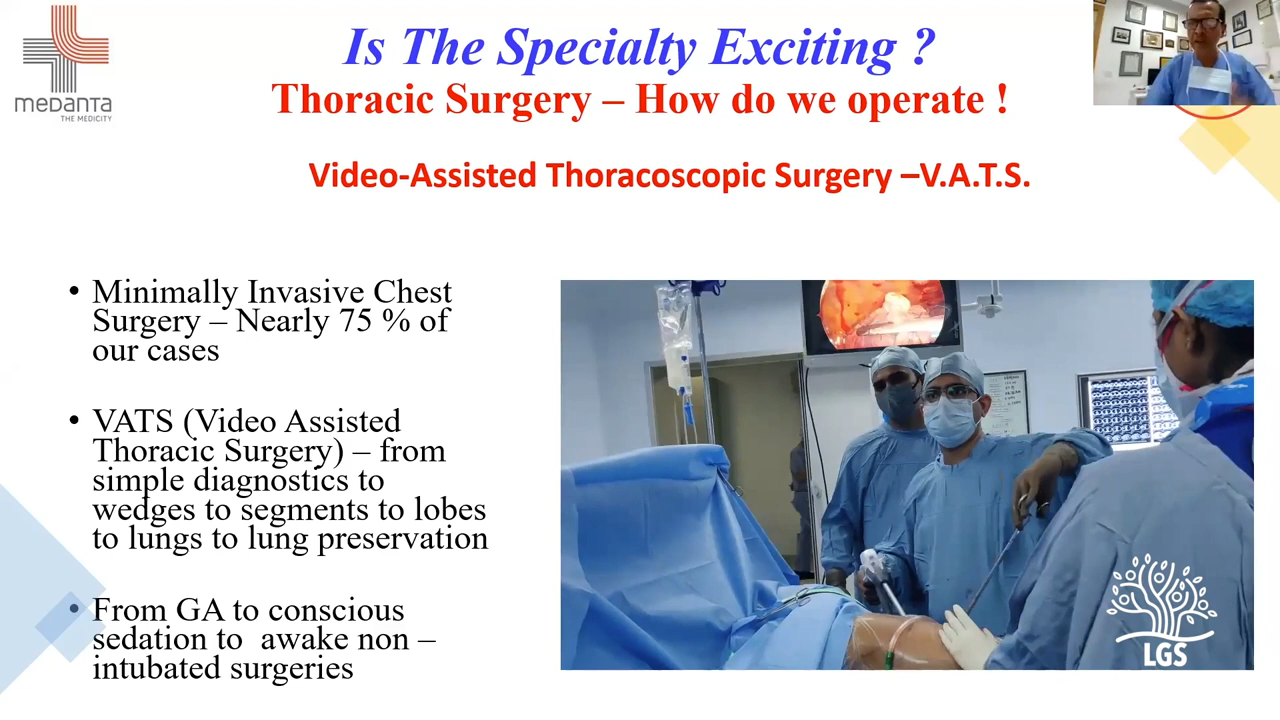 medanta
THE MEDICITY
Is The Specialty Exciting ?
Thoracic Surgery – How do we operate !
Video-Assisted Thoracoscopic Surgery –V.A.T.S.
• Minimally Invasive Chest
Surgery – Nearly 75 % of
our cases
• VATS (Video Assisted
Thoracic Surgery) – from
simple diagnostics to
wedges to segments to lobes
to lungs to lung preservation
• From GA to conscious
sedation to awake non –
intubated surgeries
LGS